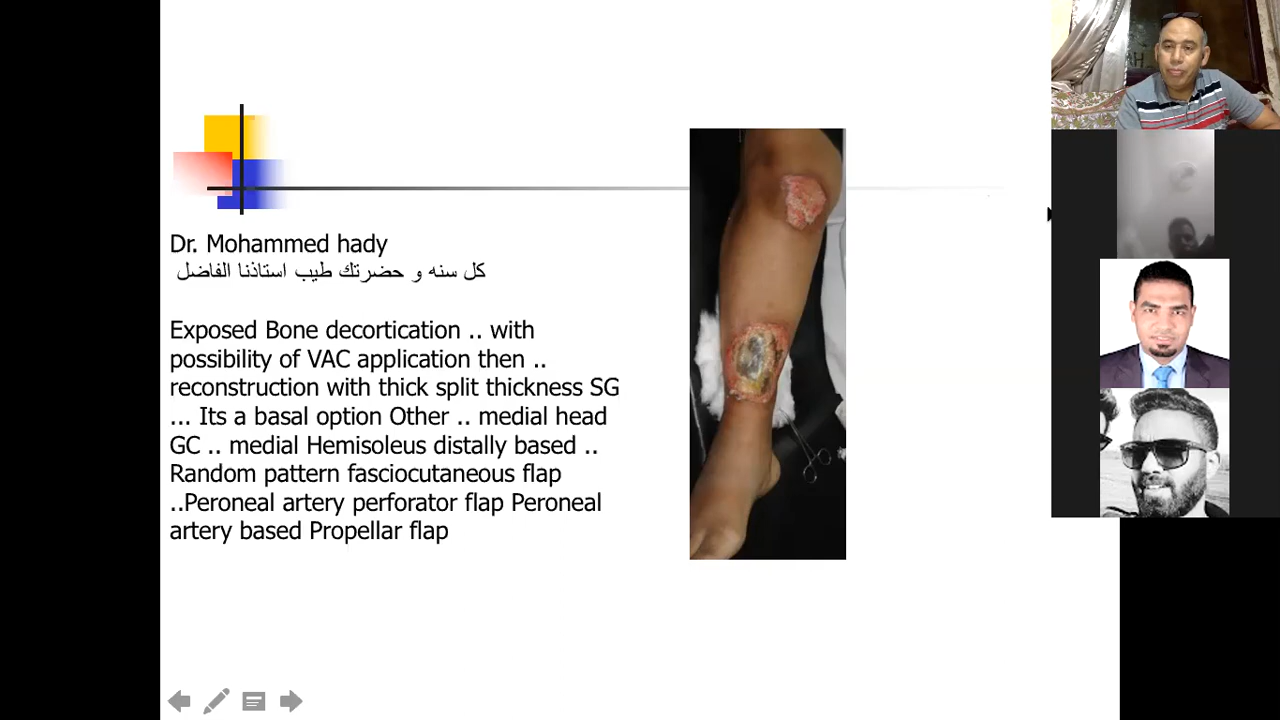 Dr. Mohammed hady
كل سنه و حضرتك طيب استاذنا الفاضل
Exposed Bone decortication .. with
possibility of VAC application then ..
reconstruction with thick split thickness SG
... Its a basal option Other .. medial head
GC .. medial Hemisoleus distally based ..
Random pattern fasciocutaneous flap
..Peroneal artery perforator flap Peroneal
artery based Propellar flap